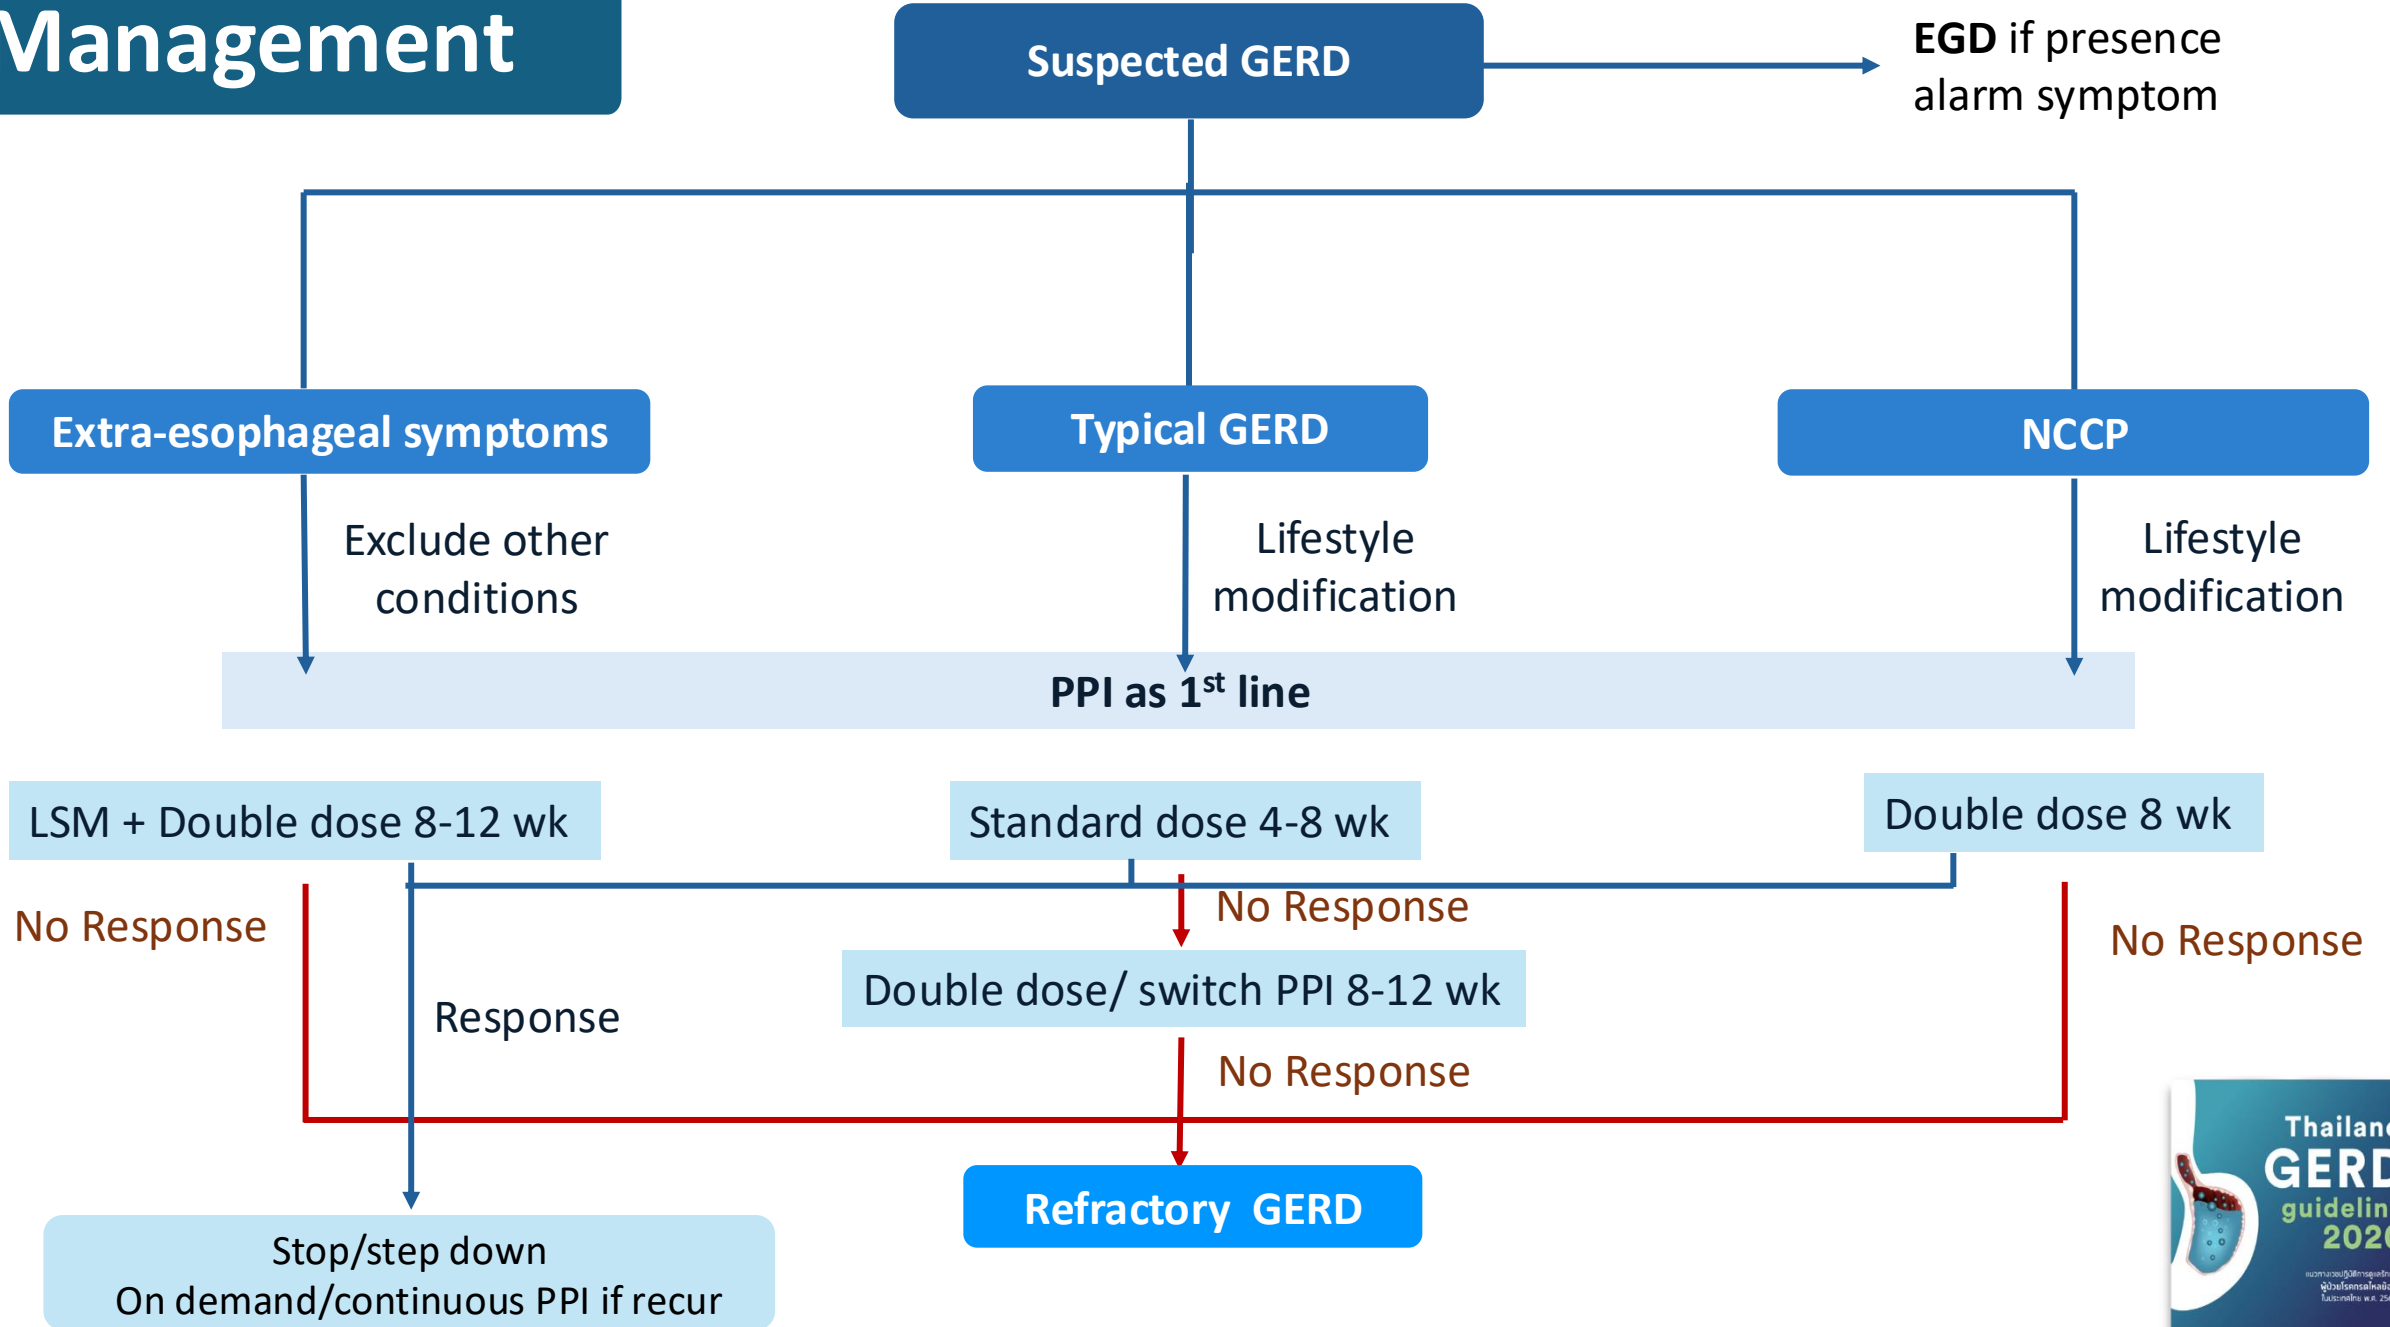 Management
Suspected GERD
EGD if presence
alarm symptom
Extra-esophageal symptoms
Typical GERD
NCCP
Exclude other
conditions
Lifestyle
modification
Lifestyle
modification
PPI as 1st line
LSM + Double dose 8-12 wk
Standard dose 4-8 wk
Double dose 8 wk
No Response
No Response
No Response
Response
Double dose/ switch PPI 8-12 wk
No Response
Refractory GERD
Stop/step down
On demand/continuous PPI if recur
GERD
2020